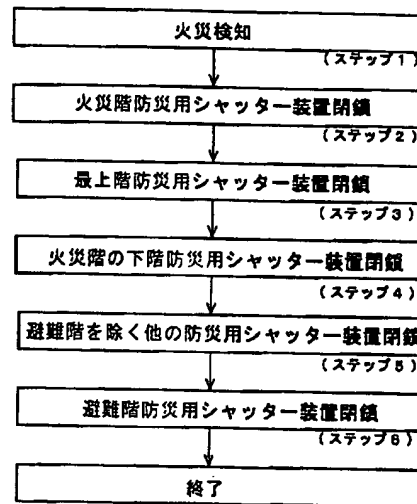 火災検知
(ステップ1)
火災階防災用シャッター装置閉鎖
(ステップ2)
最上階防災用シャッター装置閉鎖
(ステップ3)
火災階の下階防災用シャッター装置閉鎖
(ステップ4)
避難階を除く他の防災用シャッター装置閉鎖
(ステップ5)
避難階防災用シャッター装置閉鎖
(ステップ6)
終了